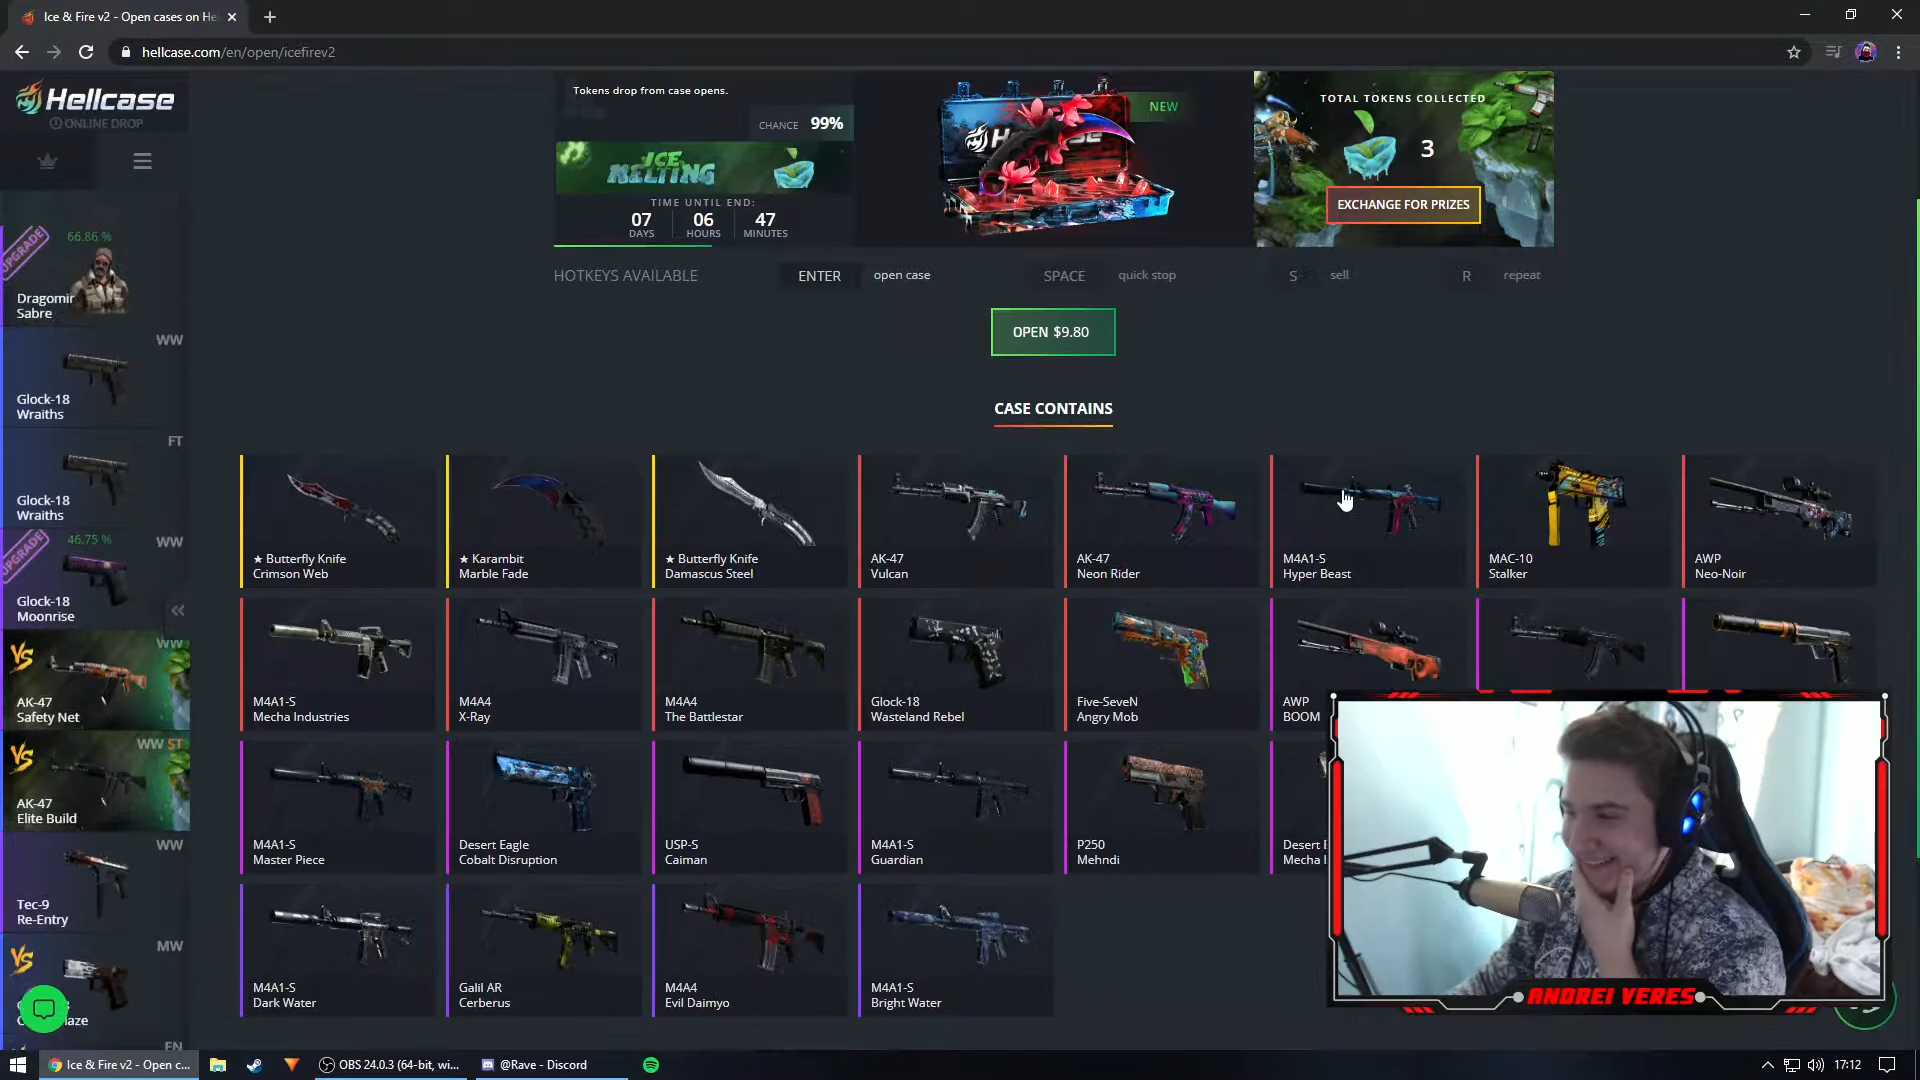 Ice & Fire v2 - Open cases on He
hellcase.com/en/open/icefirev2
Hellcase
ONLINE DROP
Tokens drop from case opens.
CHANCE 99%
ICE MELTING
TIME UNTIL END:
07 06 47
DAYS HOURS MINUTES
NEW
TOTAL TOKENS COLLECTED
3
EXCHANGE FOR PRIZES
HOTKEYS AVAILABLE ENTER open case SPACE quick stop S sell R repeat
OPEN $9.80
CASE CONTAINS
UPGRADE!
66.86 %
Dragomir
Sabre
WW
Glock-18
Wraiths
FT
Glock-18
Wraiths
UPGRADE!
46.75 %
WW
Glock-18
Moonrise
VS
WW
AK-47
Safety Net
VS
WW ST
AK-47
Elite Build
WW
Tec-9
Re-Entry
VS
MW
FN
★ Butterfly Knife
Crimson Web
★ Karambit
Marble Fade
★ Butterfly Knife
Damascus Steel
AK-47
Vulcan
AK-47
Neon Rider
M4A1-S
Hyper Beast
MAC-10
Stalker
AWP
Neo-Noir
M4A1-S
Mecha Industries
M4A4
X-Ray
M4A4
The Battlestar
Glock-18
Wasteland Rebel
Five-SeveN
Angry Mob
AWP
BOOM
M4A1-S
Master Piece
Desert Eagle
Cobalt Disruption
USP-S
Caiman
M4A1-S
Guardian
P250
Mehndi
Desert E
Mecha I
M4A1-S
Dark Water
Galil AR
Cerberus
M4A4
Evil Daimyo
M4A1-S
Bright Water
ANDREI VERES
Ice & Fire v2 - Open c...
OBS 24.0.3 (64-bit, wi...
@Rave - Discord
17:12